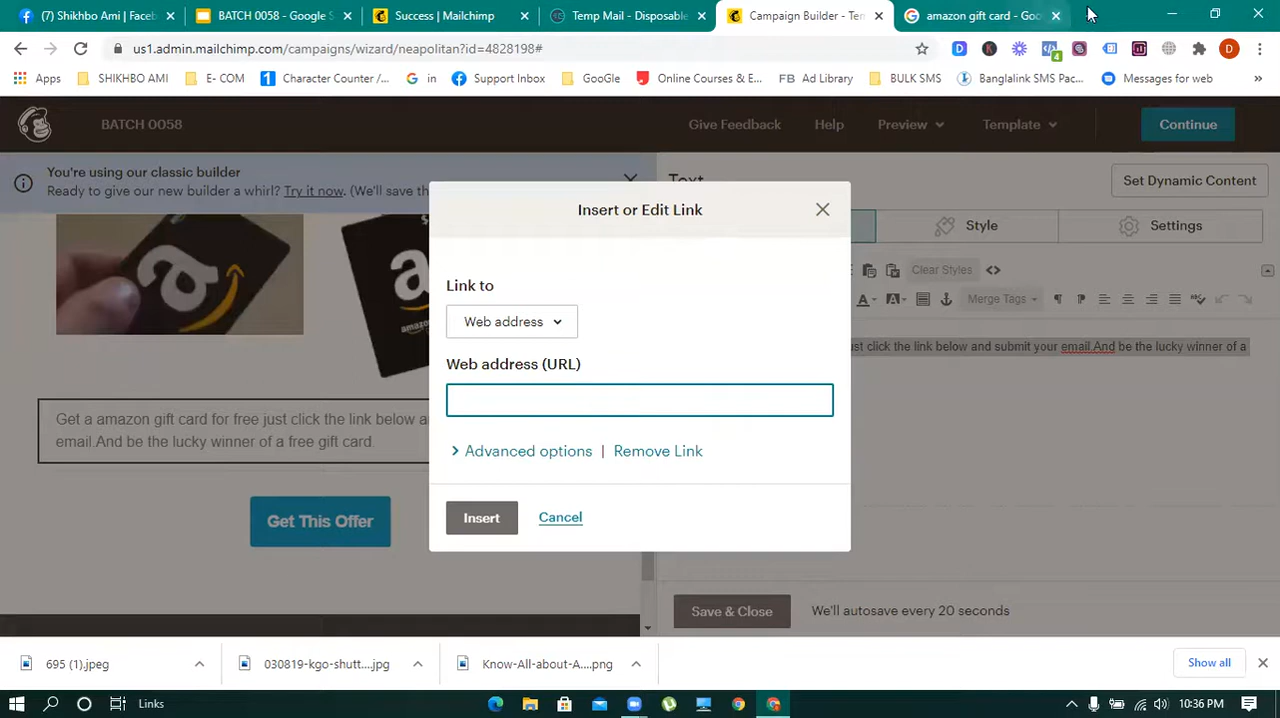 (7) Shikhbo Ami | Faceb
BATCH 0058 - Google S
Success | Mailchimp
Temp Mail - Disposable
Campaign Builder - Tem
amazon gift card - Goo
us1.admin.mailchimp.com/campaigns/wizard/neapolitan?id=4828198#
4
D
D
K
Apps
SHIKHBO AMI
E- COM
Character Counter /...
in
Support Inbox
GooGle
Online Courses & E...
FB Ad Library
BULK SMS
Banglalink SMS Pac...
Messages for web
»
BATCH 0058
Give Feedback
Help
Preview
Template
Continue
You're using our classic builder
Ready to give our new builder a whirl? Try it now. (We'll save th
Text
Set Dynamic Content
Style
Settings
Clear Styles
Merge Tags
ust click the link below and submit your email.And be the lucky winner of a
Get a amazon gift card for free just click the link below an
email.And be the lucky winner of a free gift card.
Get This Offer
Insert or Edit Link
Link to
Web address
Web address (URL)
Advanced options | Remove Link
Insert
Cancel
Save & Close
We'll autosave every 20 seconds
695 (1).jpeg
030819-kgo-shutt....jpg
Know-All-about-A....png
Show all
Links
10:36 PM